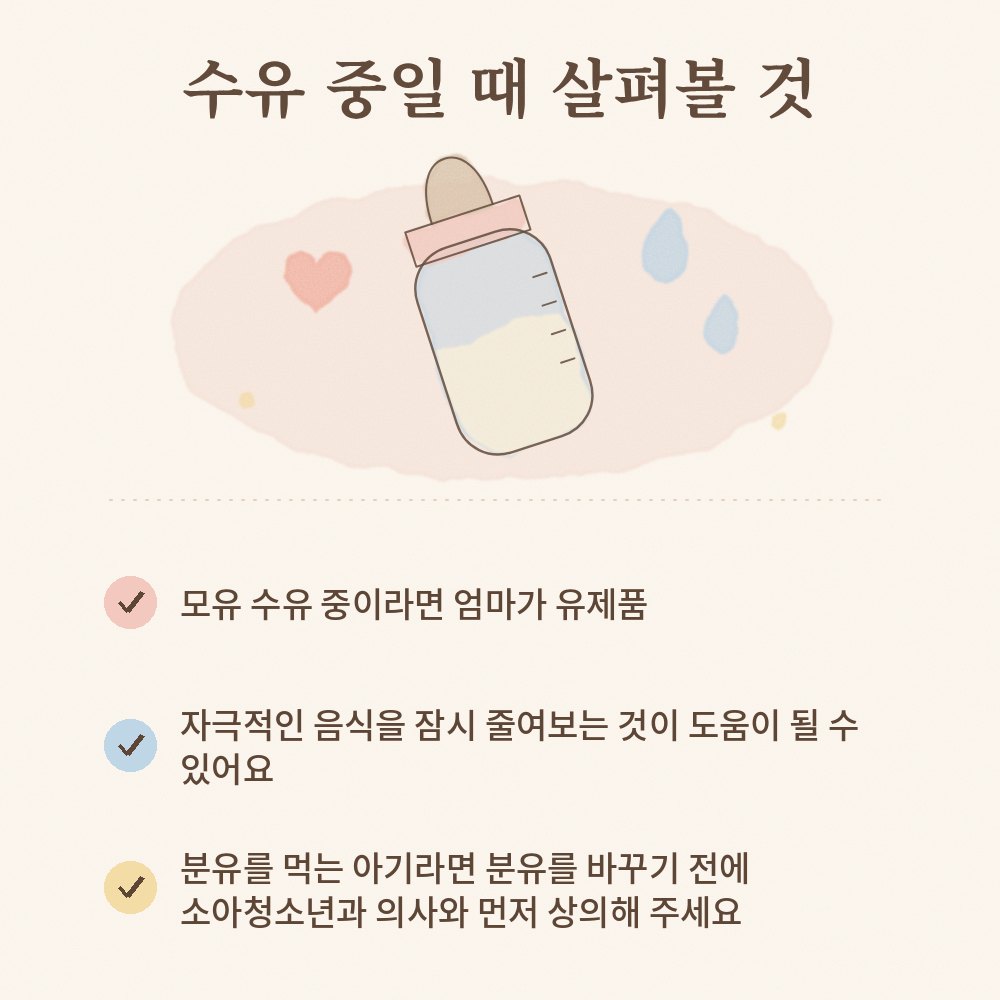 수유 중일 때 살펴볼 것
모유 수유 중이라면 엄마가 유제품
자극적인 음식을 잠시 줄여보는 것이 도움이 될 수
있어요
분유를 먹는 아기라면 분유를 바꾸기 전에
소아청소년과 의사와 먼저 상의해 주세요